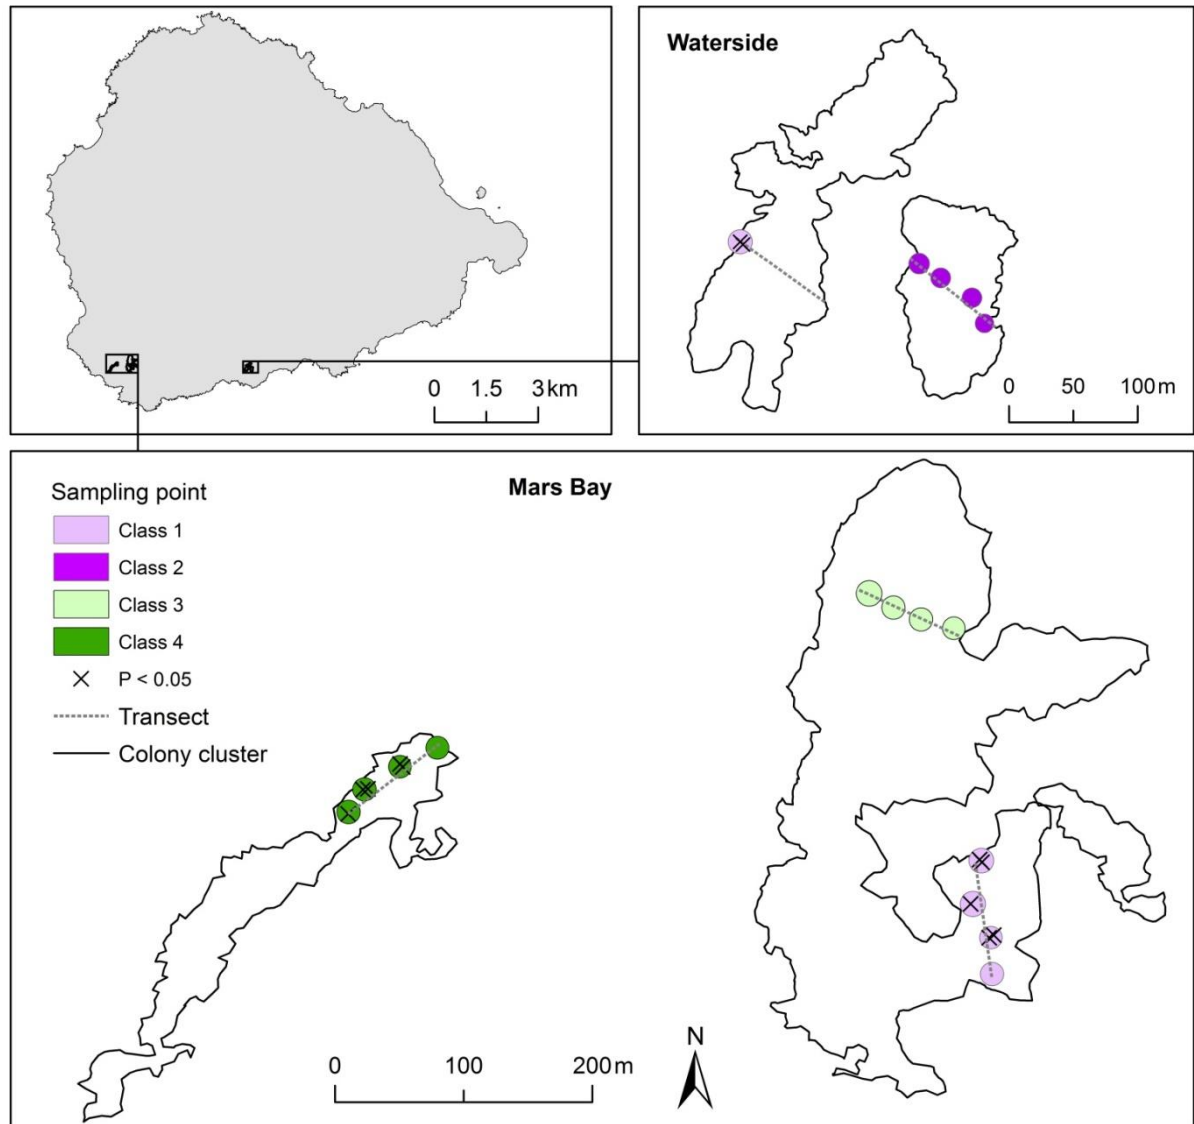 Waterside
0 1.5 3 km
0 50 100 m
Mars Bay
Sampling point
Class 1
Class 2
Class 3
Class 4
P < 0.05
Transect
Colony cluster
N
0 100 200 m